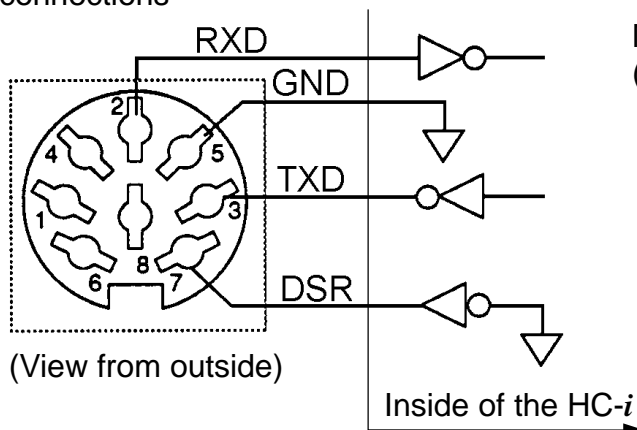 connections
RXD
GND
TXD
DSR
2
4
5
1
3
6
8
7
(View from outside)
Inside of the HC-i